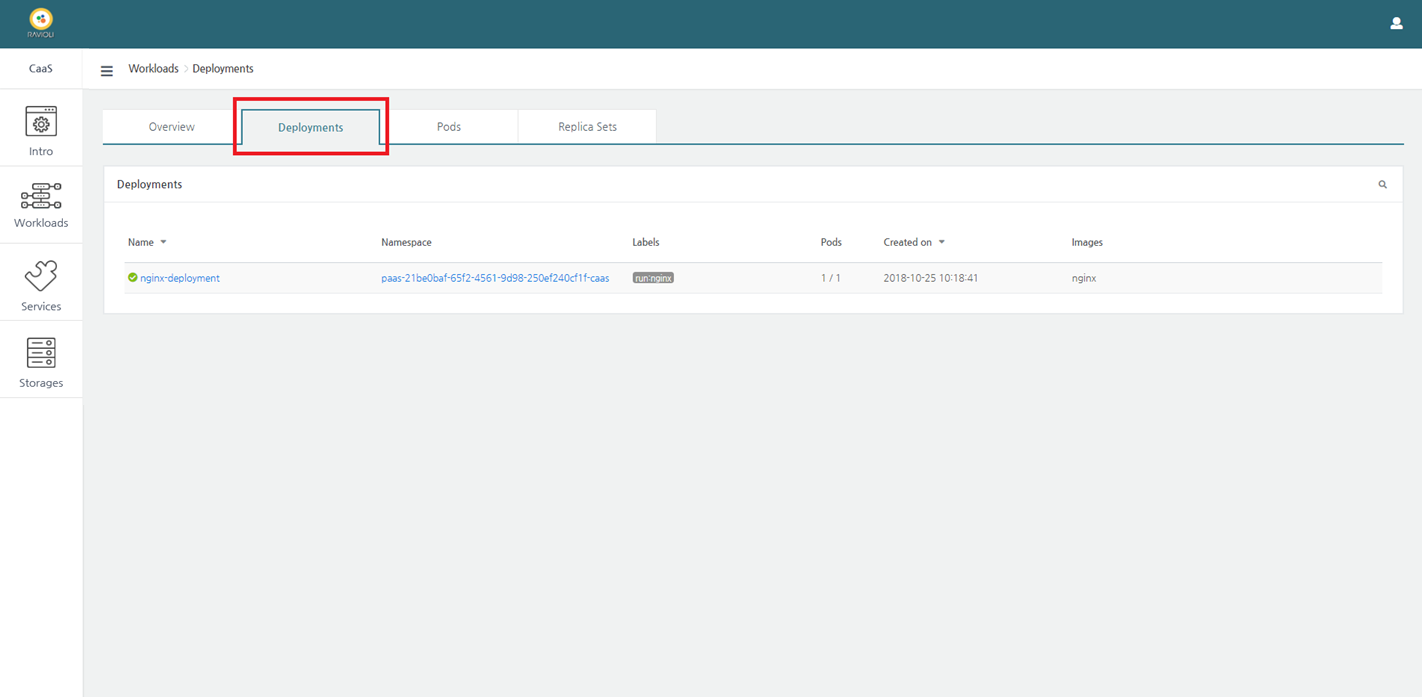 RAVIOLI
CaaS
Workloads > Deployments
Intro
Workloads
Services
Storages
Overview
Deployments
Pods
Replica Sets
Deployments
Name Namespace Labels Pods Created on Images
nginx-deployment paas-21be0baf-65f2-4561-9d98-250ef240cf1f-caas run:nginx 1 / 1 2018-10-25 10:18:41 nginx